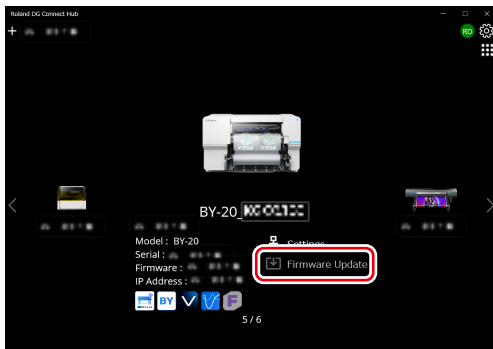 Roland DG Connect Hub
RD
BY-20_
Model : BY-20
Settings
Serial :
Firmware :
Firmware Update
IP Address :
BY
5 / 6